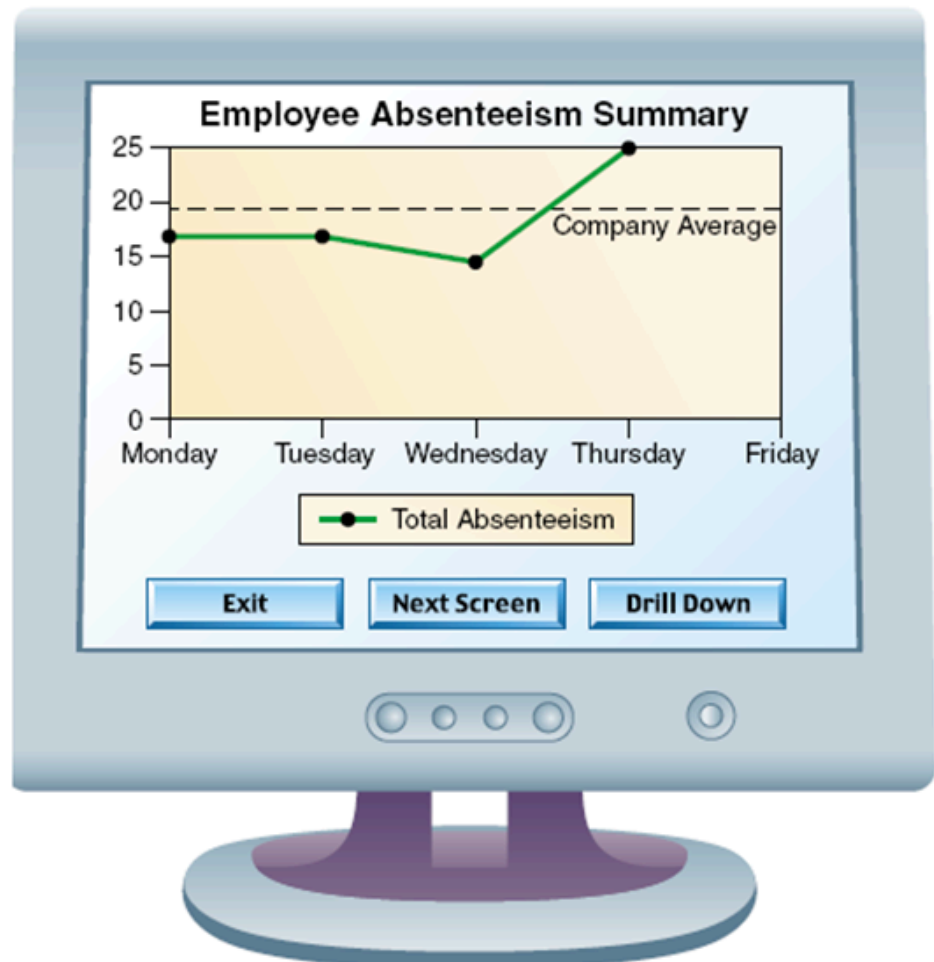 Employee Absenteeism Summary
25
20
Company Average
15
10
5
0
Monday Tuesday Wednesday Thursday Friday
Total Absenteeism
Exit Next Screen Drill Down